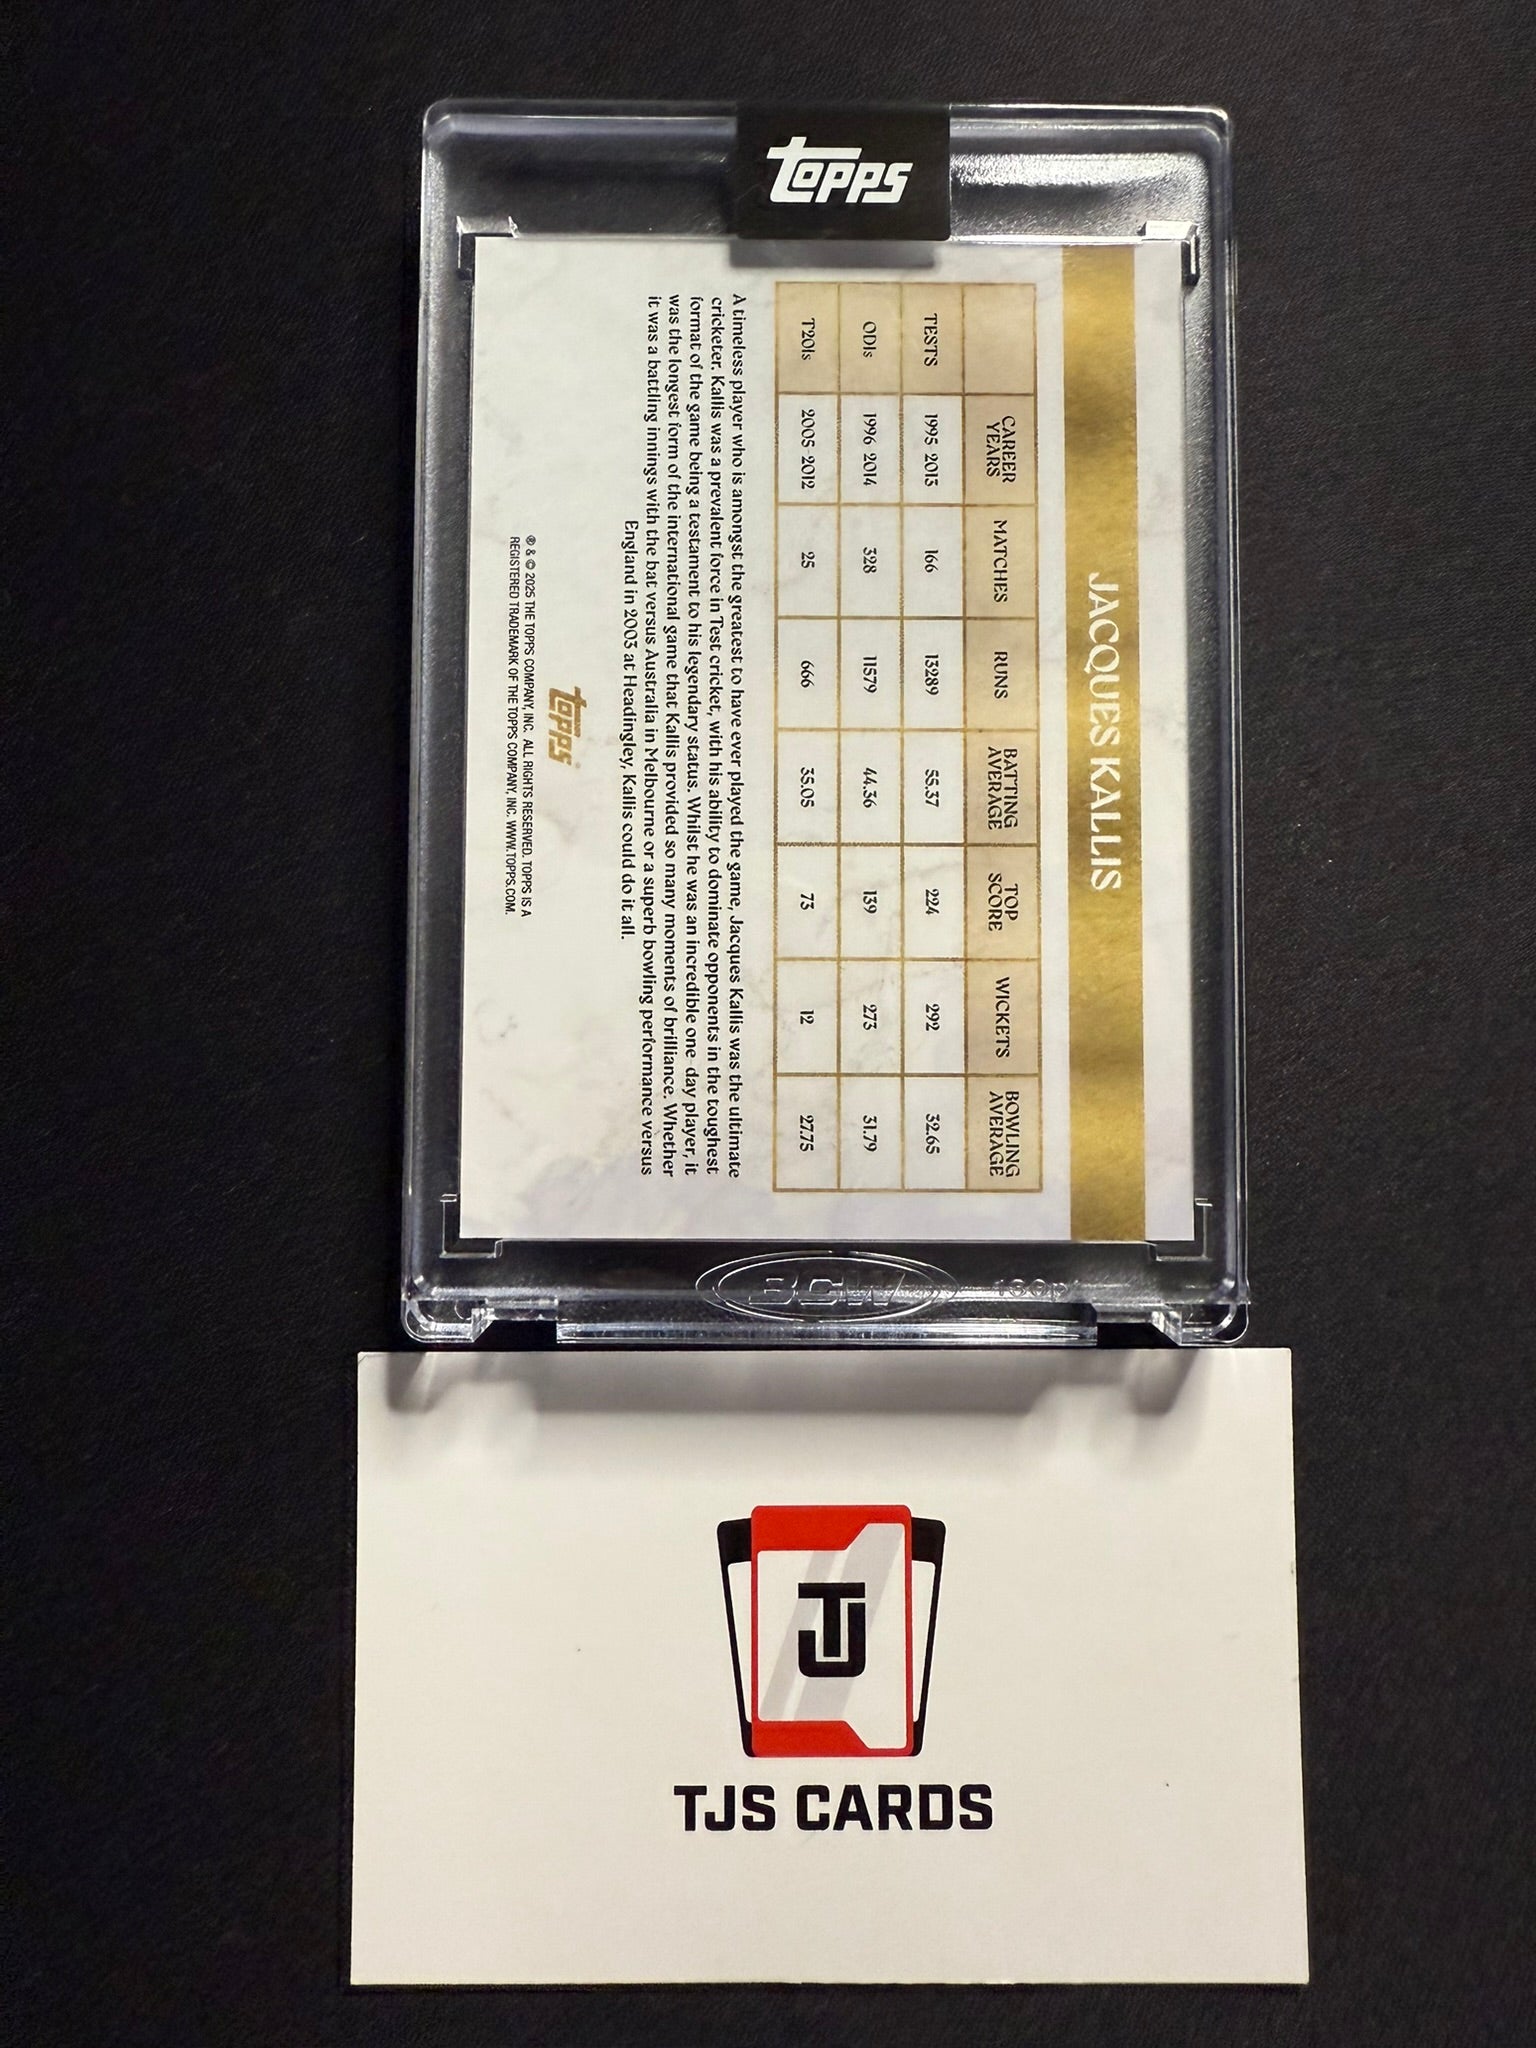 topps
JACQUES KALLIS
CAREER YEARS MATCHES RUNS BATTING AVERAGE TOP SCORE WICKETS BOWLING AVERAGE
TESTS 1995-2013 166 13289 55.37 224 292 32.65
ODIs 1996-2014 328 11579 44.36 139 273 31.79
T20Is 2005-2012 25 666 35.05 73 12 27.75
A timeless player who is amongst the greatest to have ever played the game, Jacques Kallis was the ultimate
cricketer. Kallis was a prevalent force in Test cricket, with his ability to dominate opponents in the toughest
format of the game being a testament to his legendary status. Whilst he was an incredible one-day player, it
was the longest form of the international game that Kallis provided so many moments of brilliance. Whether
it was a battling innings with the bat versus Australia in Melbourne or a superb bowling performance versus
England in 2003 at Headingley, Kallis could do it all.
topps®
® & © 2025 THE TOPPS COMPANY, INC. ALL RIGHTS RESERVED. TOPPS IS A
REGISTERED TRADEMARK OF THE TOPPS COMPANY, INC. WWW.TOPPS.COM.
BCW
TJ
TJS CARDS